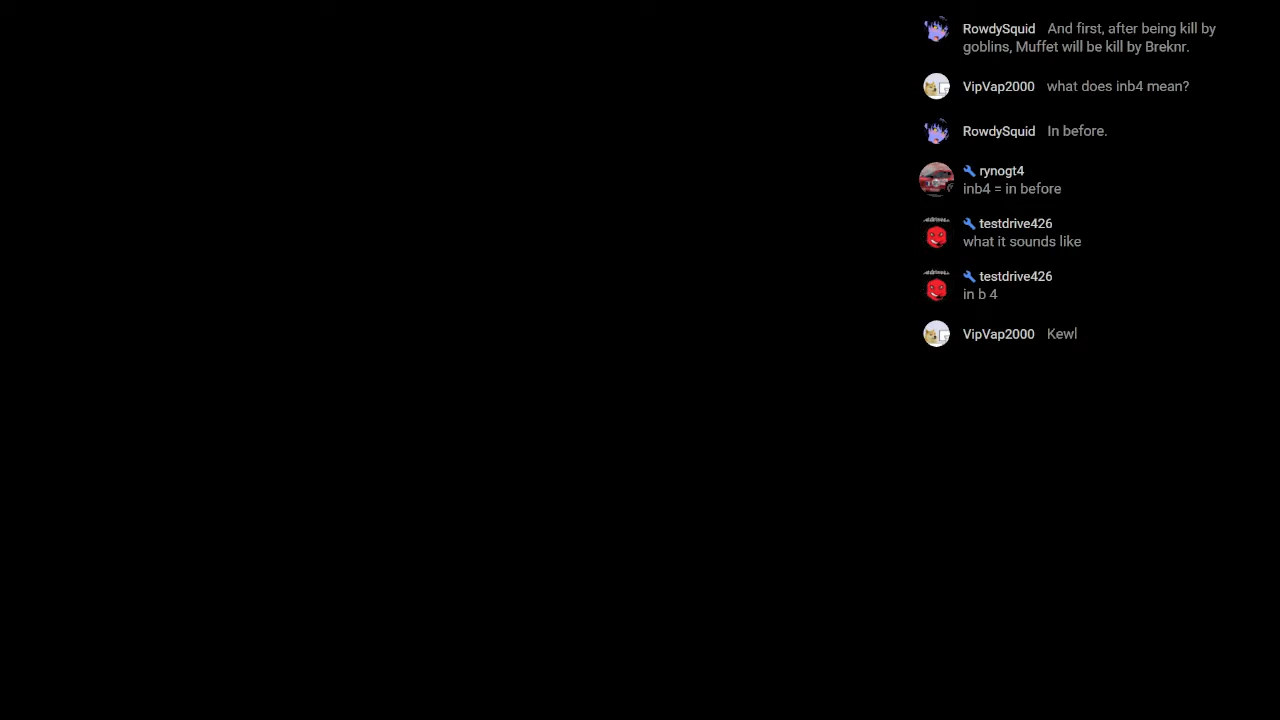 RowdySquid And first, after being kill by
goblins, Muffet will be kill by Breknr.
VipVap2000 what does inb4 mean?
RowdySquid In before.
rynogt4
inb4 = in before
testdrive426
what it sounds like
testdrive426
in b 4
VipVap2000 Kewl